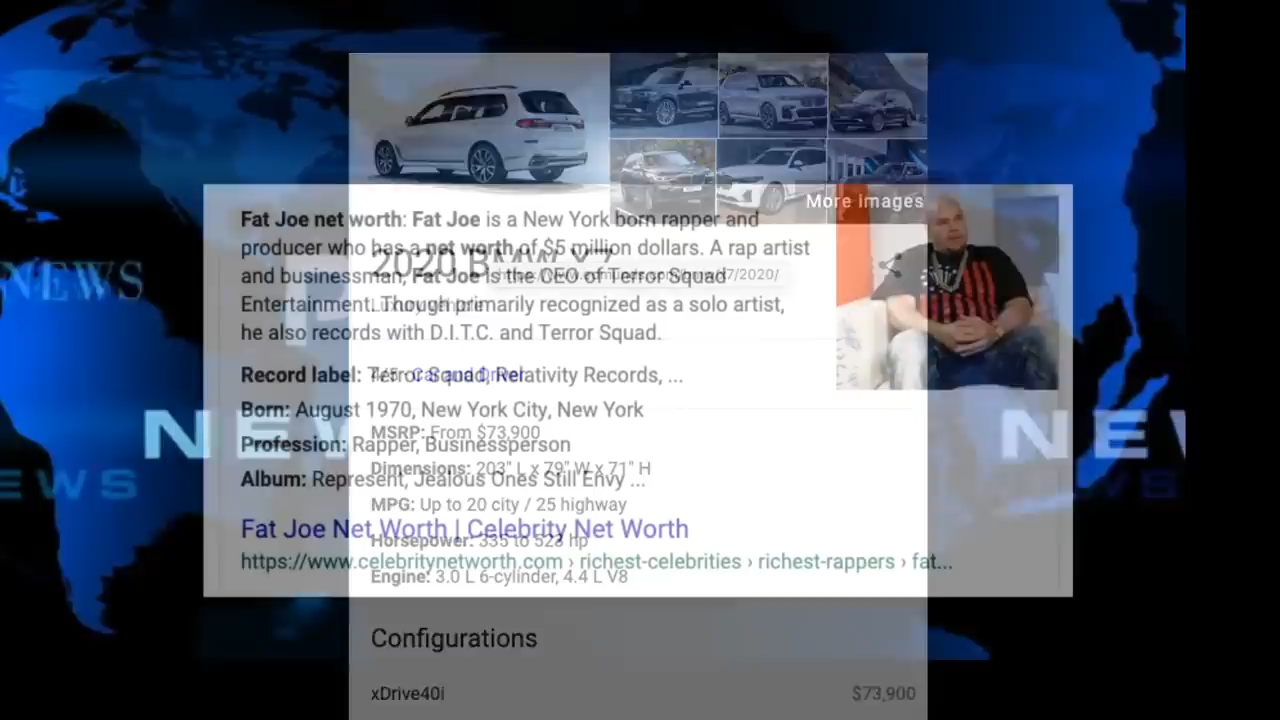 More images
Fat Joe net worth: Fat Joe is a New York born rapper and
producer who has a net worth of $5 million dollars. A rap artist
and businessman, Fat Joe is the CEO of Terror Squad
Entertainment. Though primarily recognized as a solo artist,
he also records with D.I.T.C. and Terror Squad.
Record label: Terror Squad, Relativity Records, ...
Born: August 1970, New York City, New York
Profession: Rapper, Businessperson
Album: Represent, Jealous Ones Still Envy ...
Fat Joe Net Worth | Celebrity Net Worth
https://www.celebritynetworth.com › richest-celebrities › richest-rappers › fat...
2020 BMW X7
Car and Driver
MSRP: From $73,900
Dimensions: 203" L x 79" W x 71" H
MPG: Up to 20 city / 25 highway
Horsepower: 335 to 523 hp
Engine: 3.0 L 6-cylinder, 4.4 L V8
Configurations
xDrive40i $73,900
NEWS
NE
EWS
NEW